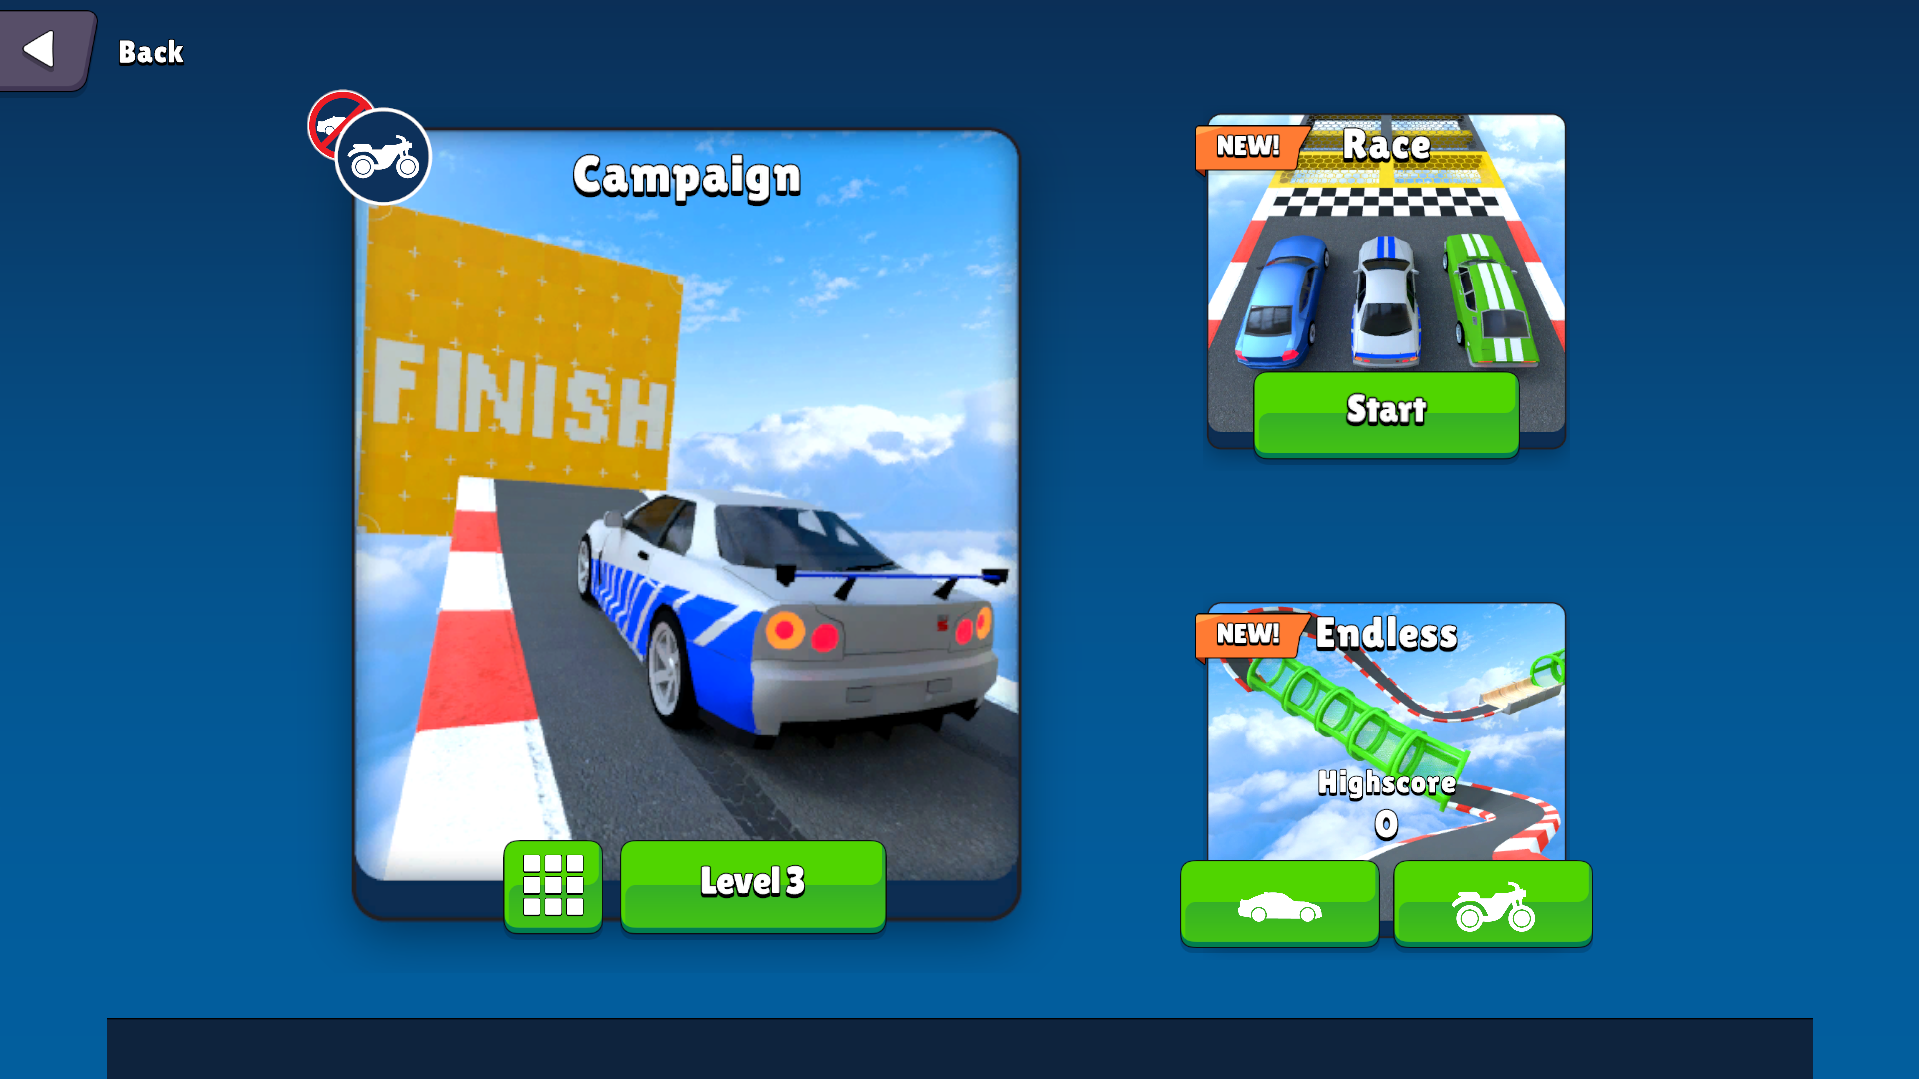 Back
Campaign
FINISH
Level 3
NEW!
Race
Start
NEW!
Endless
Highscore
0